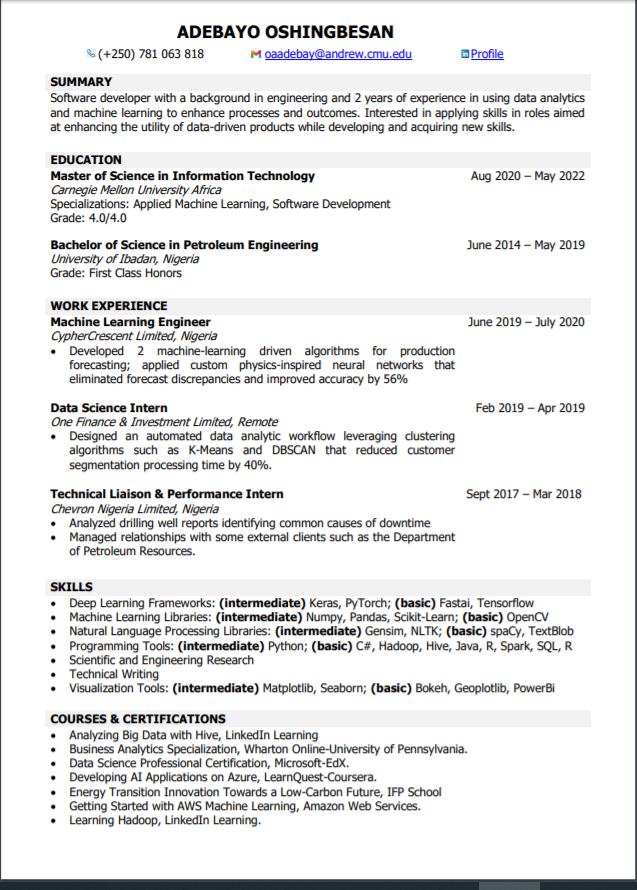 ADEBAYO OSHINGBESAN
(+250) 781 063 818 oaadebay@andrew.cmu.edu Profile
SUMMARY
Software developer with a background in engineering and 2 years of experience in using data analytics
and machine learning to enhance processes and outcomes. Interested in applying skills in roles aimed
at enhancing the utility of data-driven products while developing and acquiring new skills.
EDUCATION
Master of Science in Information Technology Aug 2020 – May 2022
Carnegie Mellon University Africa
Specializations: Applied Machine Learning, Software Development
Grade: 4.0/4.0
Bachelor of Science in Petroleum Engineering June 2014 – May 2019
University of Ibadan, Nigeria
Grade: First Class Honors
WORK EXPERIENCE
Machine Learning Engineer June 2019 – July 2020
CypherCrescent Limited, Nigeria
• Developed 2 machine-learning driven algorithms for production
forecasting; applied custom physics-inspired neural networks that
eliminated forecast discrepancies and improved accuracy by 56%
Data Science Intern Feb 2019 – Apr 2019
One Finance & Investment Limited, Remote
• Designed an automated data analytic workflow leveraging clustering
algorithms such as K-Means and DBSCAN that reduced customer
segmentation processing time by 40%.
Technical Liaison & Performance Intern Sept 2017 – Mar 2018
Chevron Nigeria Limited, Nigeria
• Analyzed drilling well reports identifying common causes of downtime
• Managed relationships with some external clients such as the Department
of Petroleum Resources.
SKILLS
• Deep Learning Frameworks: (intermediate) Keras, PyTorch; (basic) Fastai, Tensorflow
• Machine Learning Libraries: (intermediate) Numpy, Pandas, Scikit-Learn; (basic) OpenCV
• Natural Language Processing Libraries: (intermediate) Gensim, NLTK; (basic) spaCy, TextBlob
• Programming Tools: (intermediate) Python; (basic) C#, Hadoop, Hive, Java, R, Spark, SQL, R
• Scientific and Engineering Research
• Technical Writing
• Visualization Tools: (intermediate) Matplotlib, Seaborn; (basic) Bokeh, Geoplotlib, PowerBi
COURSES & CERTIFICATIONS
• Analyzing Big Data with Hive, LinkedIn Learning
• Business Analytics Specialization, Wharton Online-University of Pennsylvania.
• Data Science Professional Certification, Microsoft-EdX.
• Developing AI Applications on Azure, LearnQuest-Coursera.
• Energy Transition Innovation Towards a Low-Carbon Future, IFP School
• Getting Started with AWS Machine Learning, Amazon Web Services.
• Learning Hadoop, LinkedIn Learning.